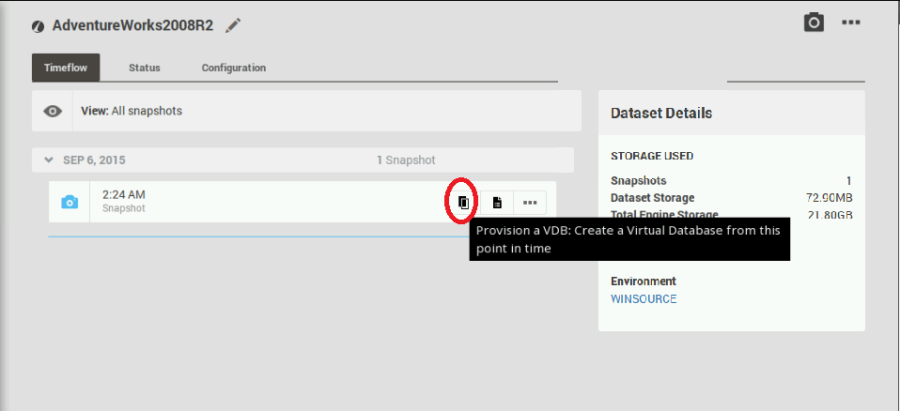 AdventureWorks2008R2
Timeflow Status Configuration
View: All snapshots
SEP 6, 2015 1 Snapshot
2:24 AM
Snapshot
Provision a VDB: Create a Virtual Database from this
point in time
Dataset Details
STORAGE USED
Snapshots 1
Dataset Storage 72.90MB
Total Engine Storage 21.80GB
Environment
WINSOURCE